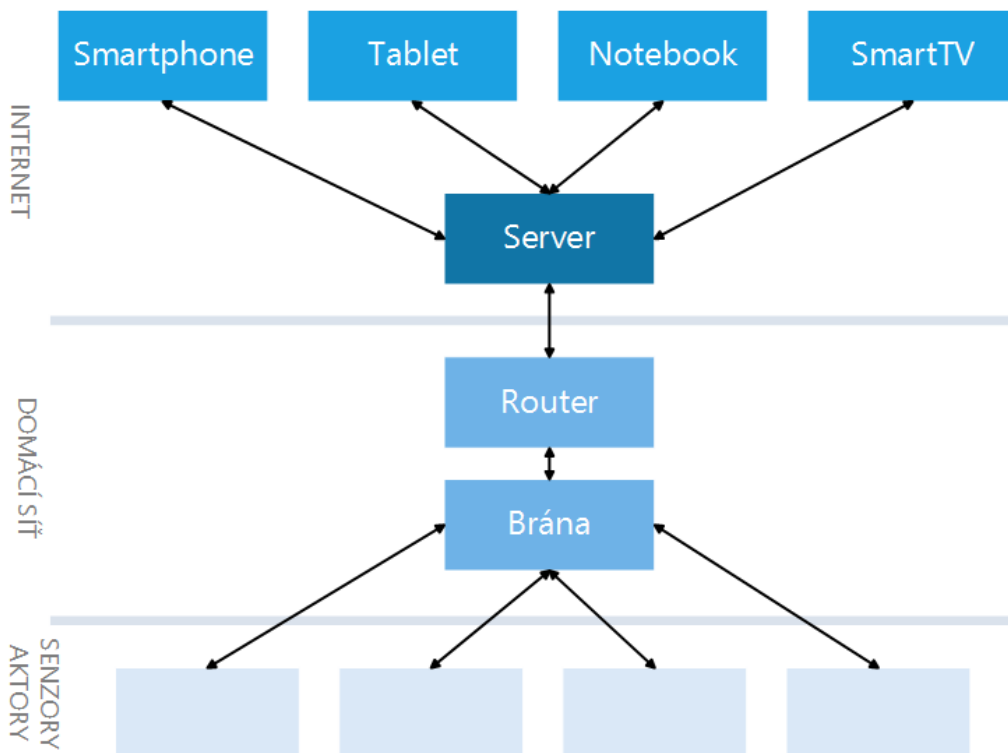 Smartphone
Tablet
Notebook
SmartTV
INTERNET
Server
DOMÁCÍ SÍŤ
Router
Brána
SENZORY
AKTORY